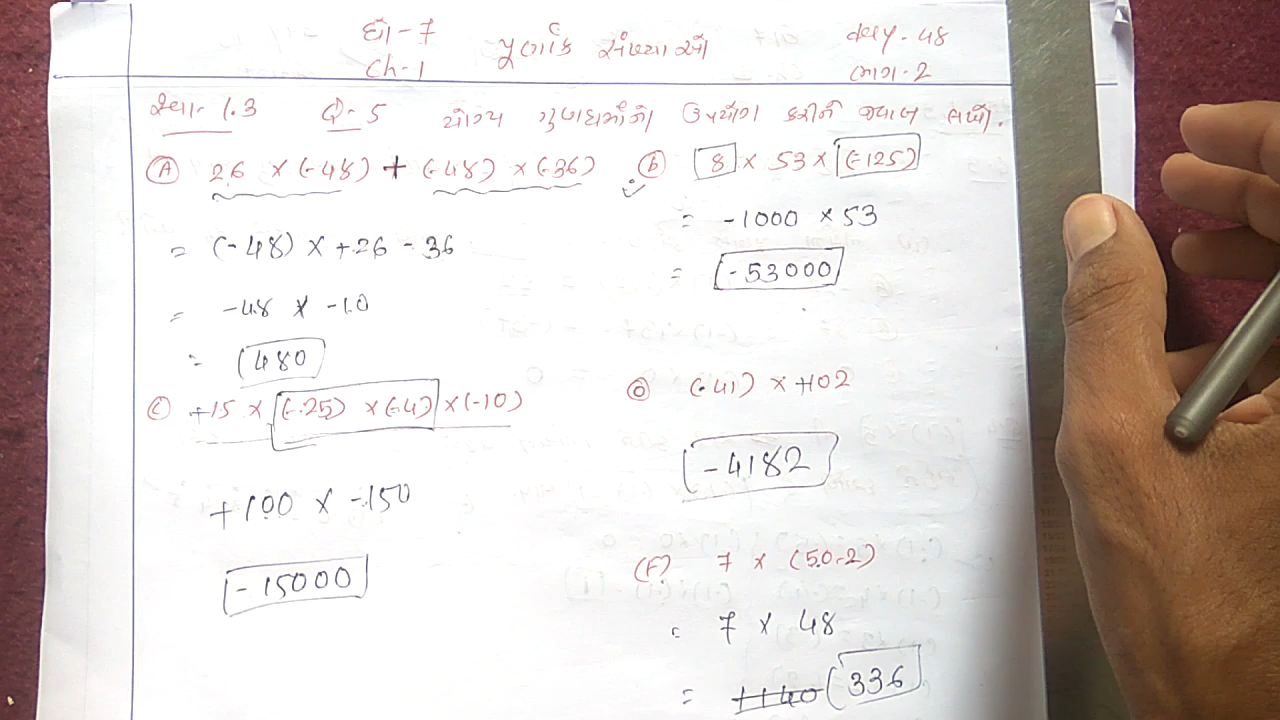 ધો-7 પૂર્ણાંક સંખ્યાઓ day-48
Ch-1 ભાગ-2
સ્વા- 1.3 Q-5 યોગ્ય ગુણધર્મોનો ઉપયોગ કરીને જવાબ લખો.
(A) 26 × (-48) + (-48) × (-36)
= (-48) × +26 - 36
= -48 × -10
= 480
(b) 8 × 53 × (-125)
= -1000 × 53
= -53000
(C) +15 × (-25) × (-4) × (-10)
+100 × -150
-15000
(-41) × +102
-4182
(F) 7 × (50-2)
= 7 × 48
= 336